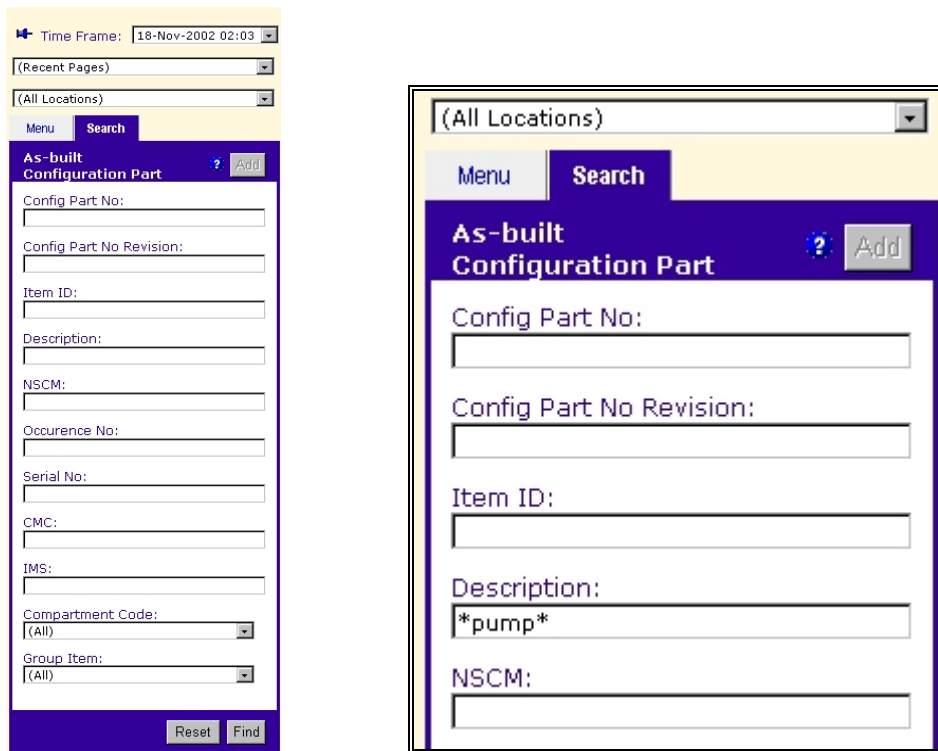 Time Frame: 18-Nov-2002 02:03
(Recent Pages)
(All Locations)
Menu Search
As-built
Configuration Part
? Add
Config Part No:
Config Part No Revision:
Item ID:
Description:
NSCM:
Occurence No:
Serial No:
CMC:
IMS:
Compartment Code:
(All)
Group Item:
(All)
Reset Find
(All Locations)
Menu Search
As-built
Configuration Part
? Add
Config Part No:
Config Part No Revision:
Item ID:
Description:
*pump*
NSCM: